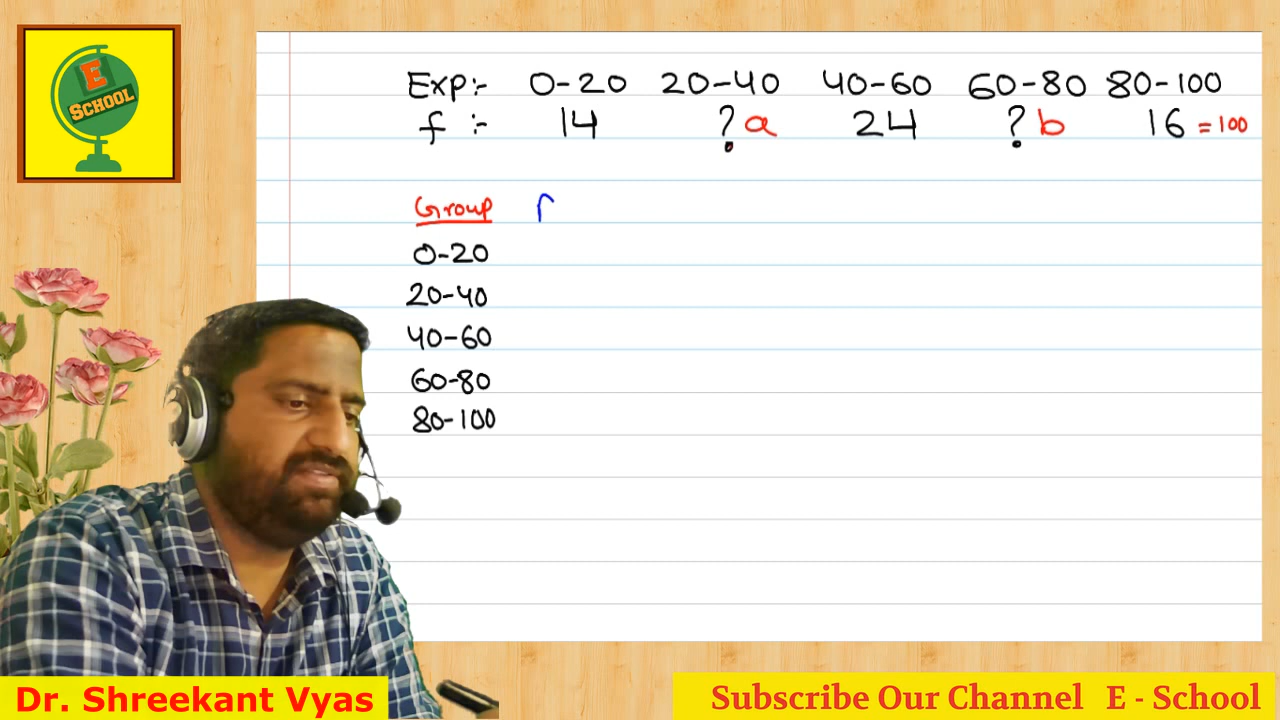 E
SCHOOL
Exp:- 0-20 20-40 40-60 60-80 80-100
f :- 14 ? a 24 ? b 16 = 100
Group
0-20
20-40
40-60
60-80
80-100
Dr. Shreekant Vyas
Subscribe Our Channel E - School